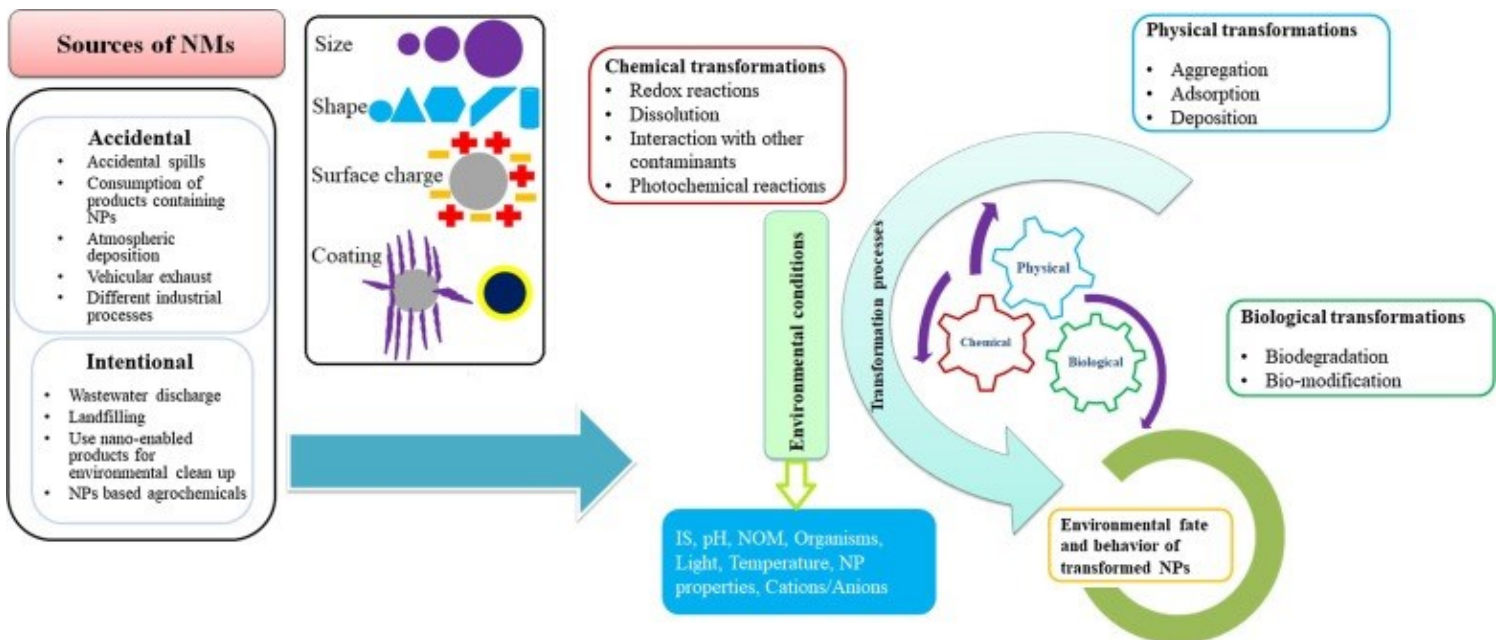 Sources of NMs
Accidental
• Accidental spills
• Consumption of
products containing
NPs
• Atmospheric
deposition
• Vehicular exhaust
• Different industrial
processes
Intentional
• Wastewater discharge
• Landfilling
• Use nano-enabled
products for
environmental clean up
• NPs based agrochemicals
Size
Shape
Surface charge
Coating
Chemical transformations
• Redox reactions
• Dissolution
• Interaction with other
contaminants
• Photochemical reactions
Environmental conditions
IS, pH, NOM, Organisms,
Light, Temperature, NP
properties, Cations/Anions
Transformation processes
Physical
Chemical
Biological
Physical transformations
• Aggregation
• Adsorption
• Deposition
Biological transformations
• Biodegradation
• Bio-modification
Environmental fate
and behavior of
transformed NPs